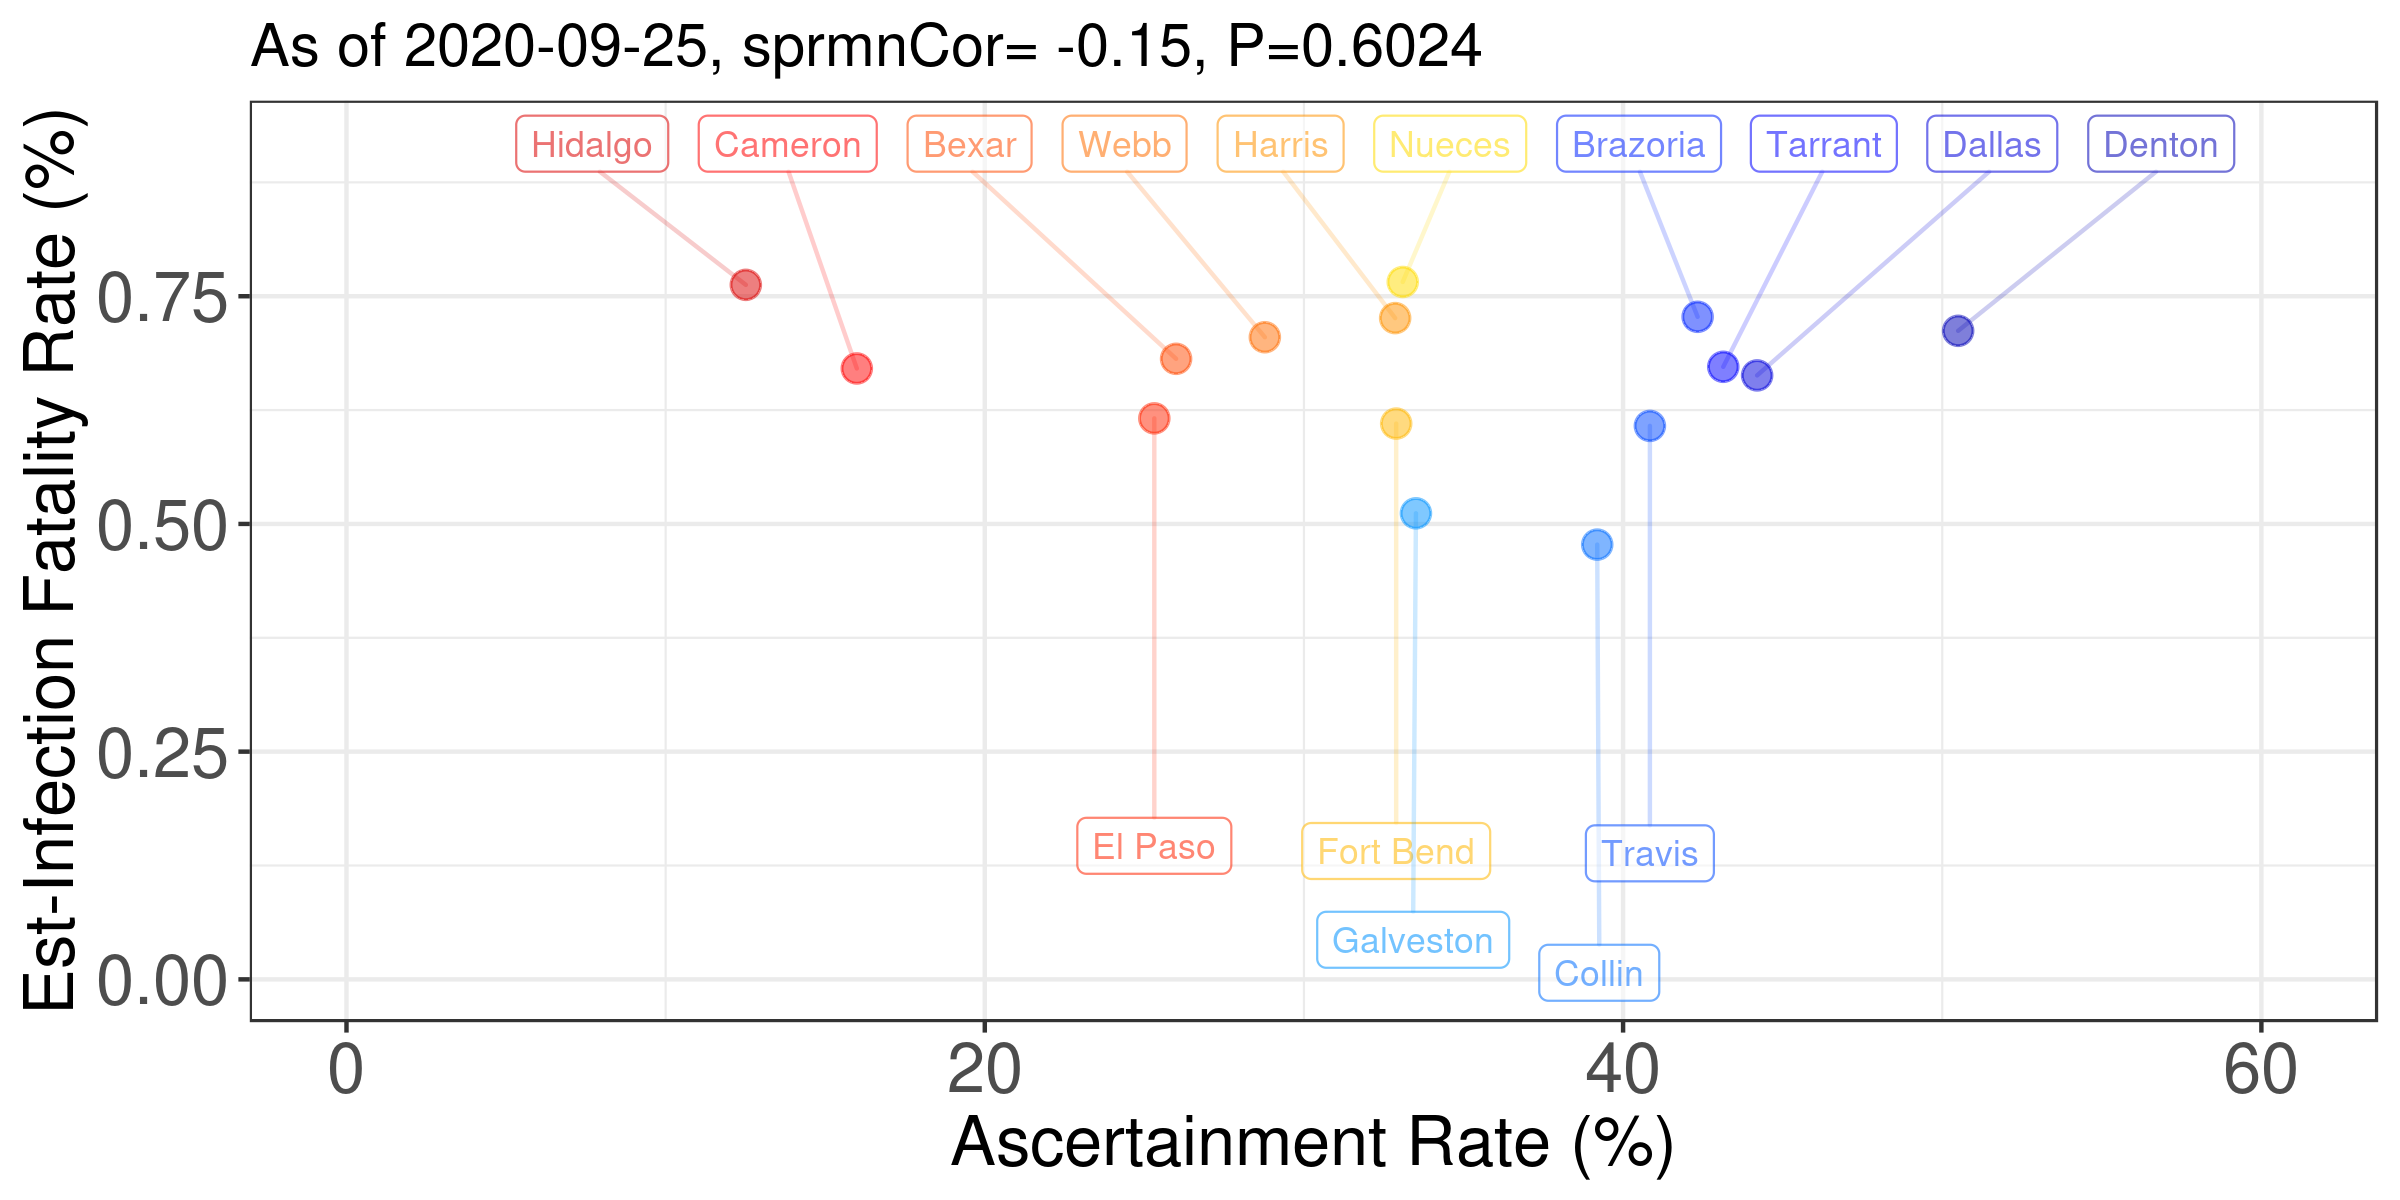 As of 2020-09-25, sprmnCor= -0.15, P=0.6024
Est-Infection Fatality Rate (%)
Hidalgo Cameron Bexar Webb Harris Nueces Brazoria Tarrant Dallas Denton
0.75
0.50
0.25
El Paso Fort Bend Travis
Galveston
Collin
0.00
0 20 40 60
Ascertainment Rate (%)